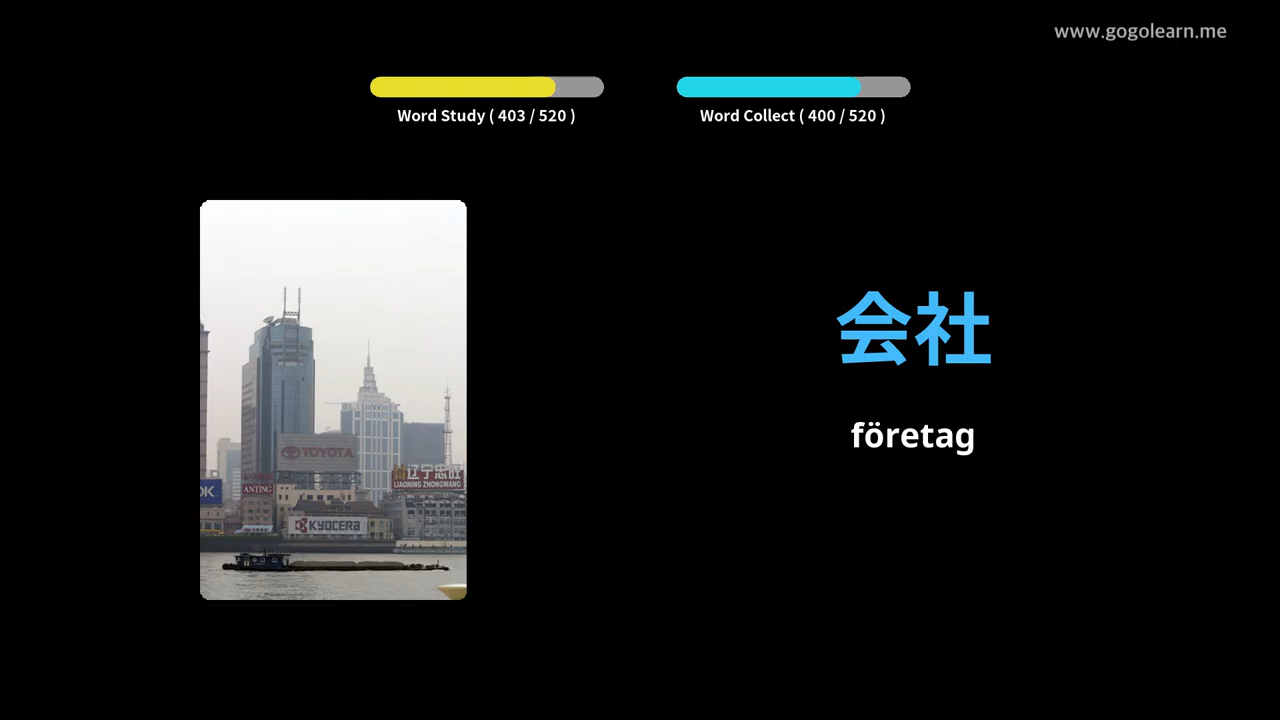 www.gogolearn.me
Word Study ( 403 / 520 )
Word Collect ( 400 / 520 )
会社
företag
TOYOTA
辽宁忠旺
LIAONING ZHONGWANG
OK
ANTING
KYOCERA